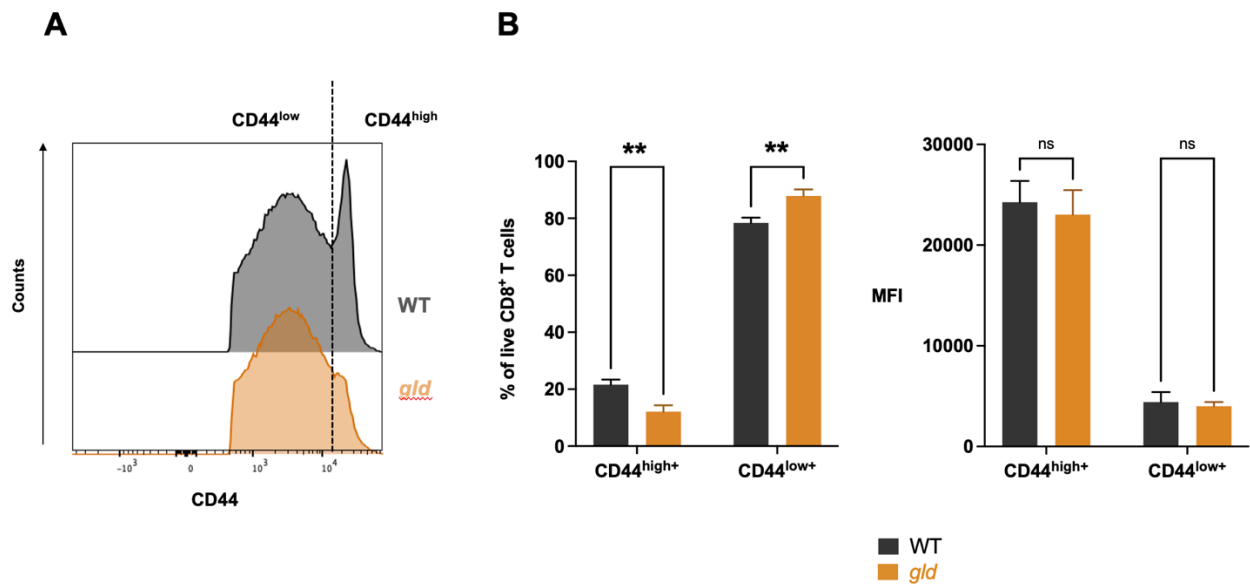 A
B
CD44low
CD44high
Counts
WT
gld
-10³
0
10³
10⁴
CD44
% of live CD8⁺ T cells
100
80
60
40
20
0
**
**
CD44high+
CD44low+
MFI
30000
20000
10000
0
ns
ns
CD44high+
CD44low+
WT
gld